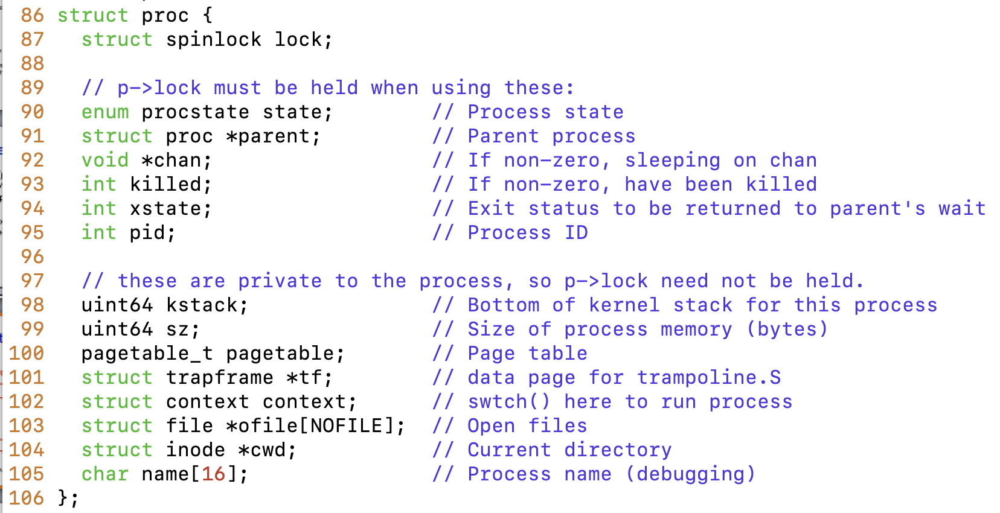 86 struct proc {
87   struct spinlock lock;
88
89   // p->lock must be held when using these:
90   enum procstate state;        // Process state
91   struct proc *parent;         // Parent process
92   void *chan;                  // If non-zero, sleeping on chan
93   int killed;                  // If non-zero, have been killed
94   int xstate;                  // Exit status to be returned to parent's wait
95   int pid;                     // Process ID
96
97   // these are private to the process, so p->lock need not be held.
98   uint64 kstack;               // Bottom of kernel stack for this process
99   uint64 sz;                   // Size of process memory (bytes)
100   pagetable_t pagetable;       // Page table
101   struct trapframe *tf;        // data page for trampoline.S
102   struct context context;      // swtch() here to run process
103   struct file *ofile[NOFILE];  // Open files
104   struct inode *cwd;           // Current directory
105   char name[16];               // Process name (debugging)
106 };